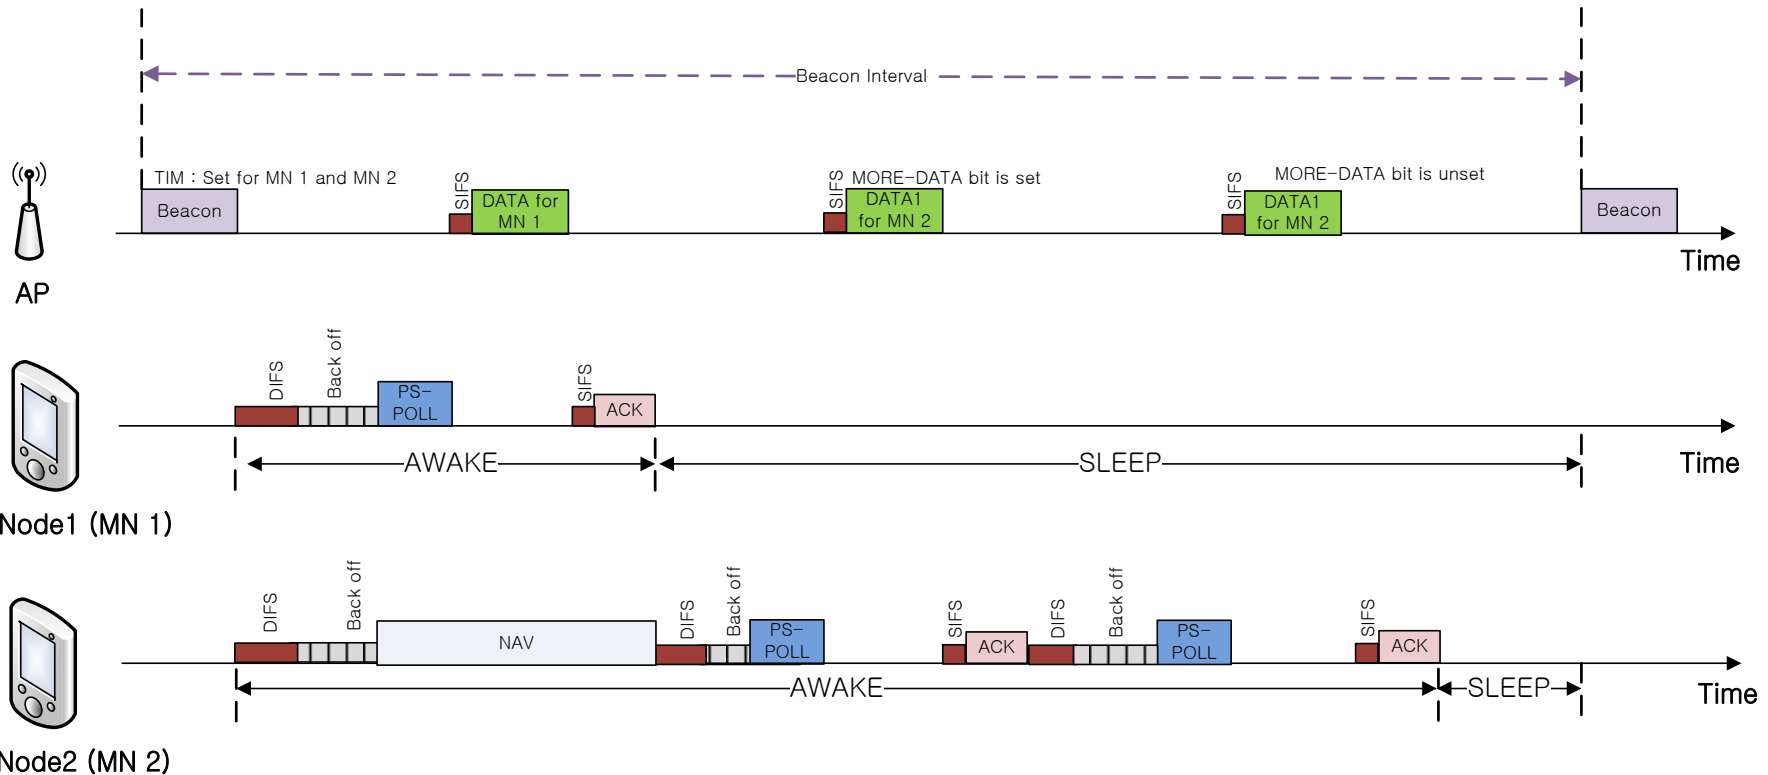 Beacon Interval
TIM : Set for MN 1 and MN 2
MORE-DATA bit is set
MORE-DATA bit is unset
Beacon
SIFS
DATA for
MN 1
SIFS
DATA1
for MN 2
SIFS
DATA1
for MN 2
Beacon
Time
AP
DIFS
Back off
PS-
POLL
SIFS
ACK
AWAKE
SLEEP
Time
Node1 (MN 1)
DIFS
Back off
NAV
DIFS
Back off
PS-
POLL
SIFS
ACK
DIFS
Back off
PS-
POLL
SIFS
ACK
AWAKE
SLEEP
Time
Node2 (MN 2)